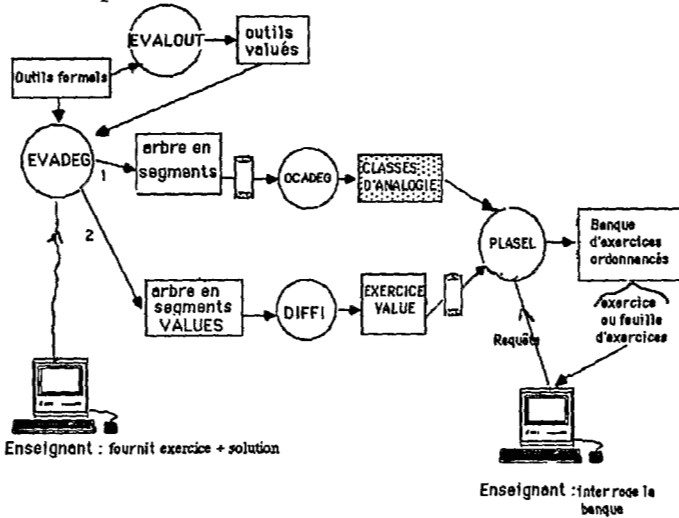 EVALOUT
outils
valués
Outils formels
EVADEG
1
arbre en
segments
OCADEG
CLASSES
D'ANALOGIE
PLASEL
Banque
d'exercices
ordonnancés
2
arbre en
segments
VALUES
DIFFI
EXERCICE
VALUE
exercice
ou feuille
d'exercices
Requête
Enseignant : fournit exercice + solution
Enseignant : interroge la
banque